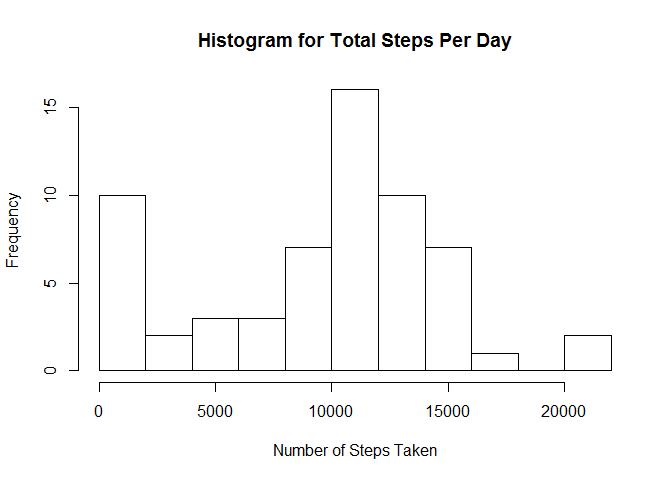 Histogram for Total Steps Per Day
Frequency
15
10
5
0
0 5000 10000 15000 20000
Number of Steps Taken